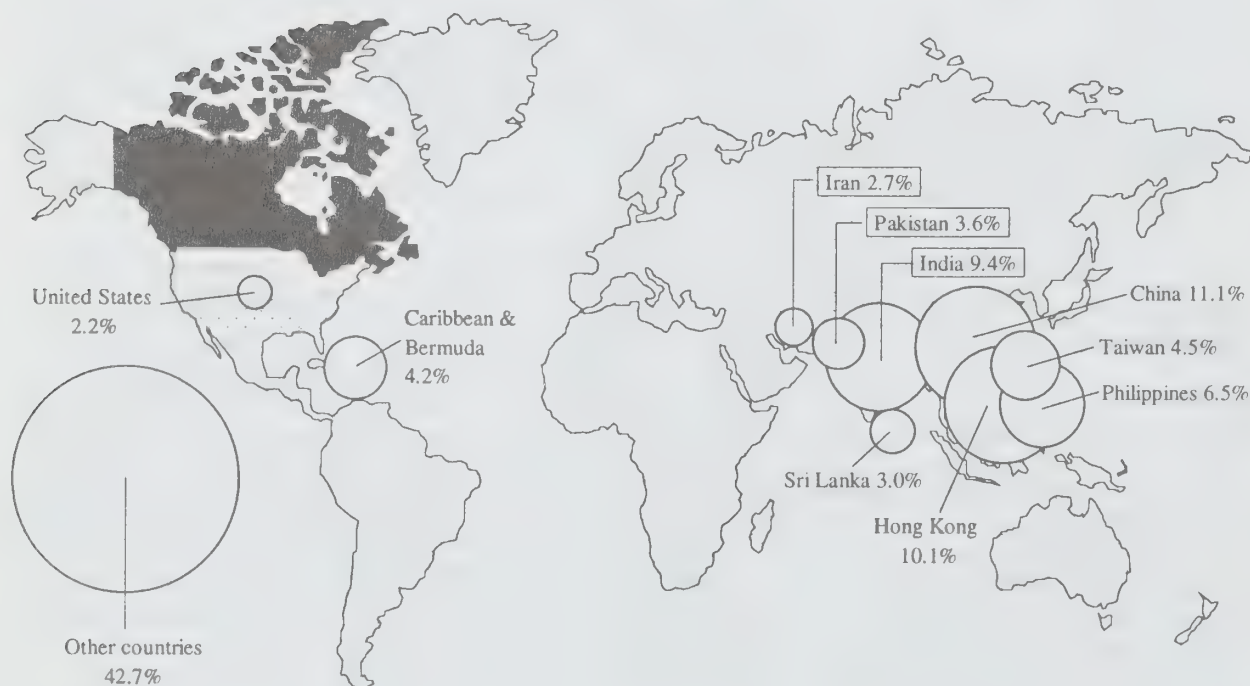 Iran 2.7%
Pakistan 3.6%
India 9.4%
United States
2.2%
Caribbean &
Bermuda
4.2%
China 11.1%
Taiwan 4.5%
Philippines 6.5%
Sri Lanka 3.0%
Hong Kong
10.1%
Other countries
42.7%